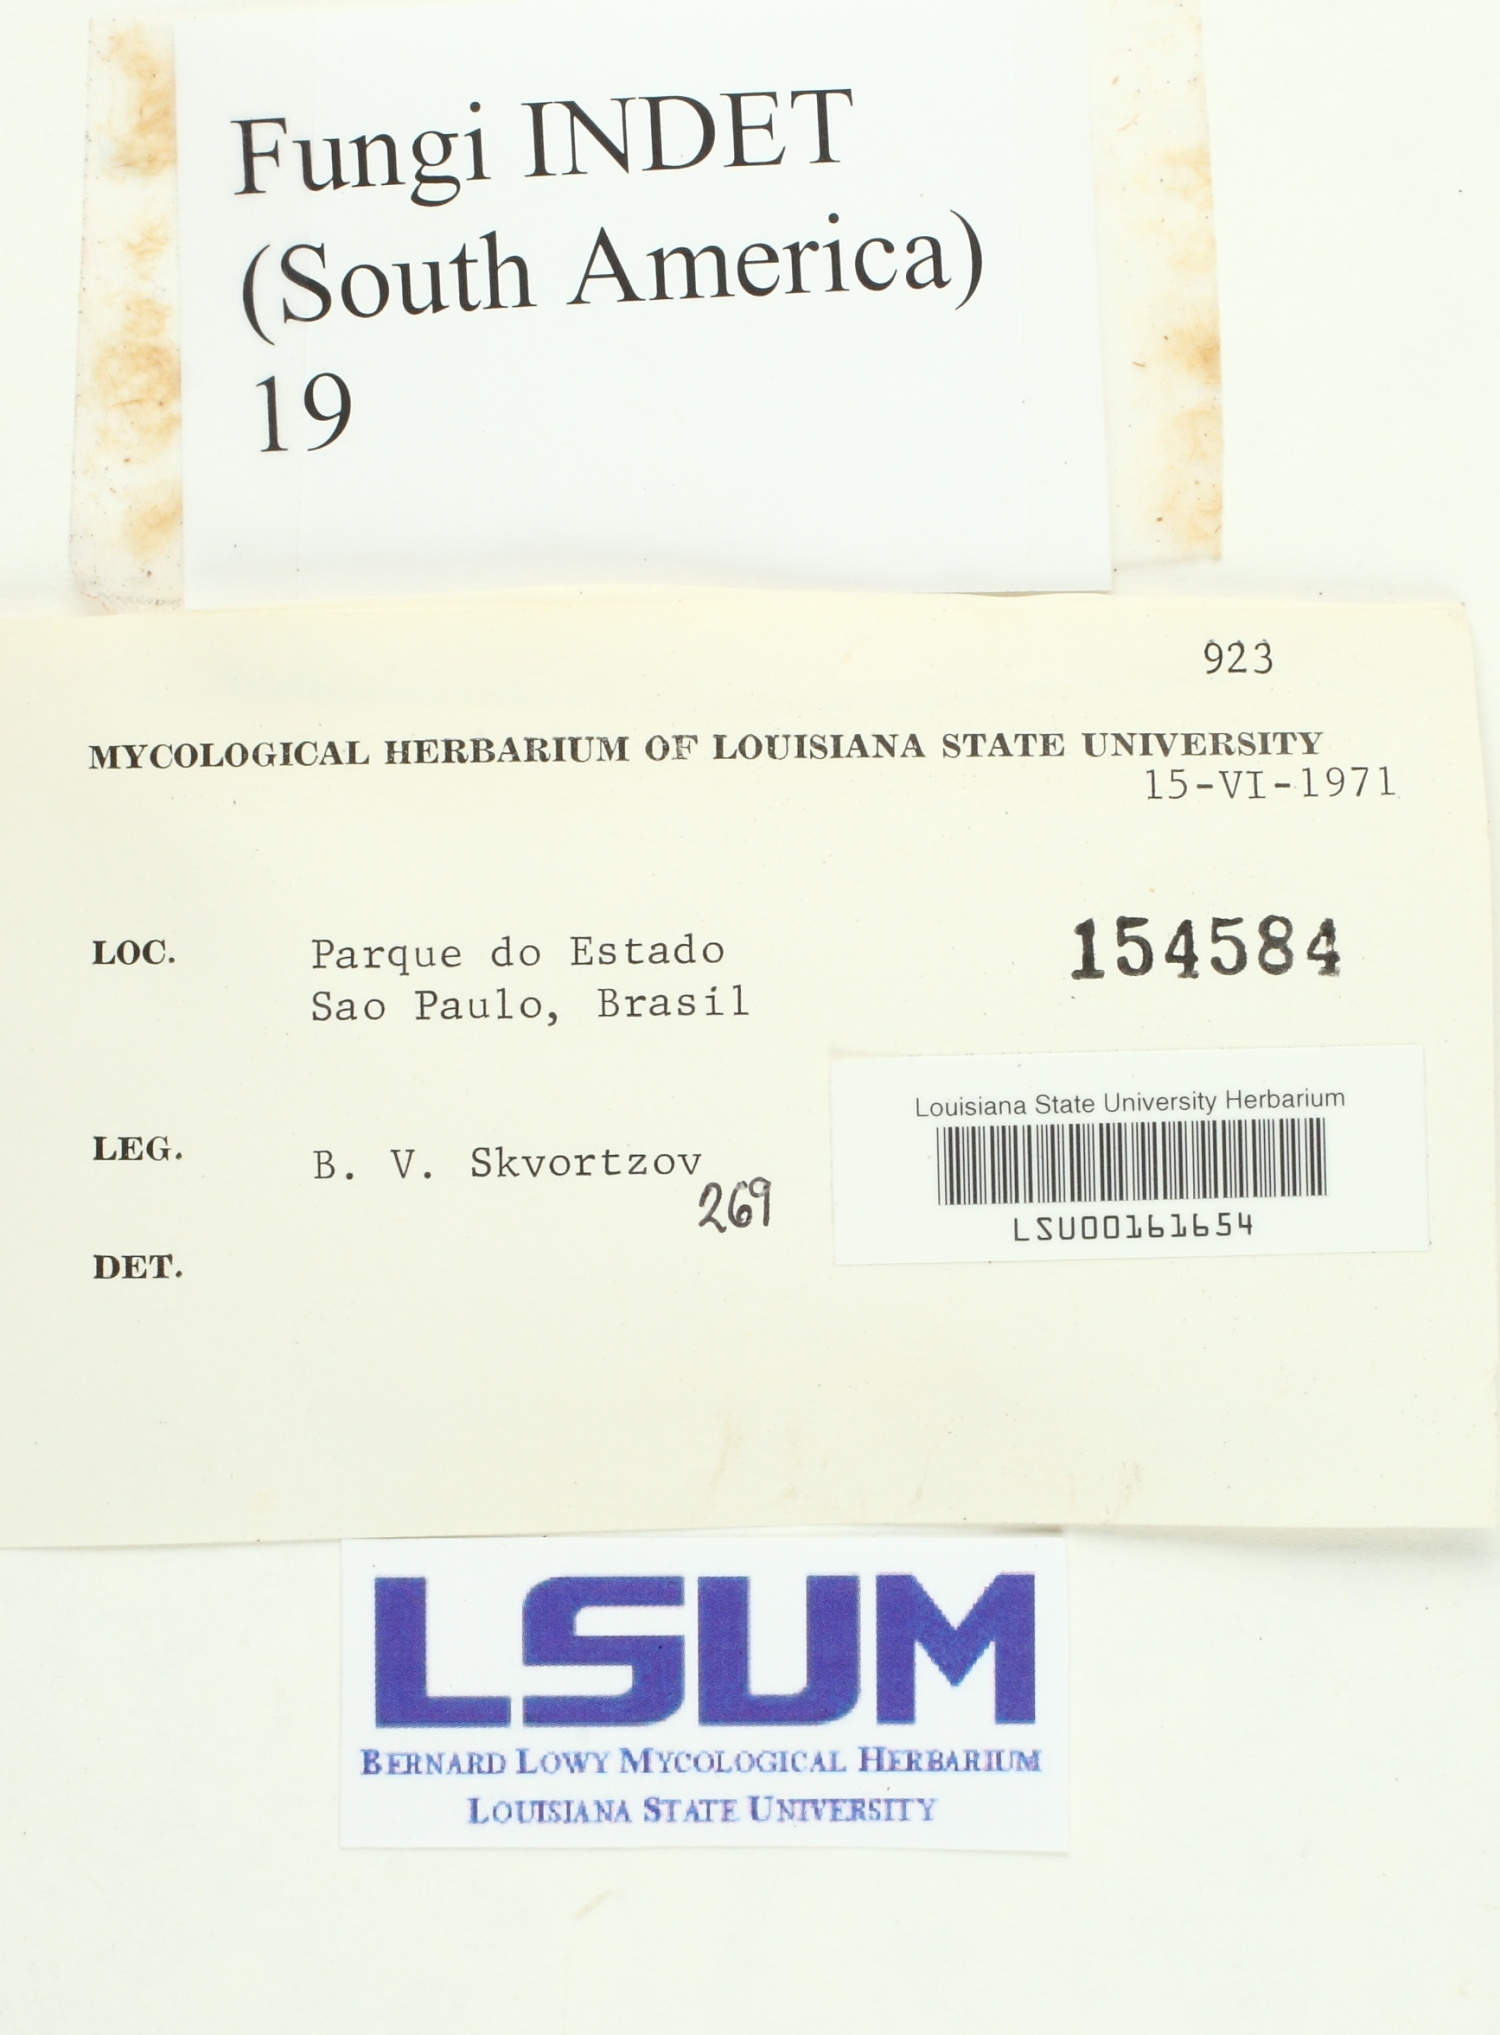 Fungi INDET
(South America)
19
923
MYCOLOGICAL HERBARIUM OF LOUISIANA STATE UNIVERSITY
15-VI-1971
154584
LOC. Parque do Estado
Sao Paulo, Brasil
Louisiana State University Herbarium
LSU00161654
LEG. B. V. Skvortzov
269
DET.
LSUM
BERNARD LOWY MYCOLOGICAL HERBARIUM
LOUISIANA STATE UNIVERSITY